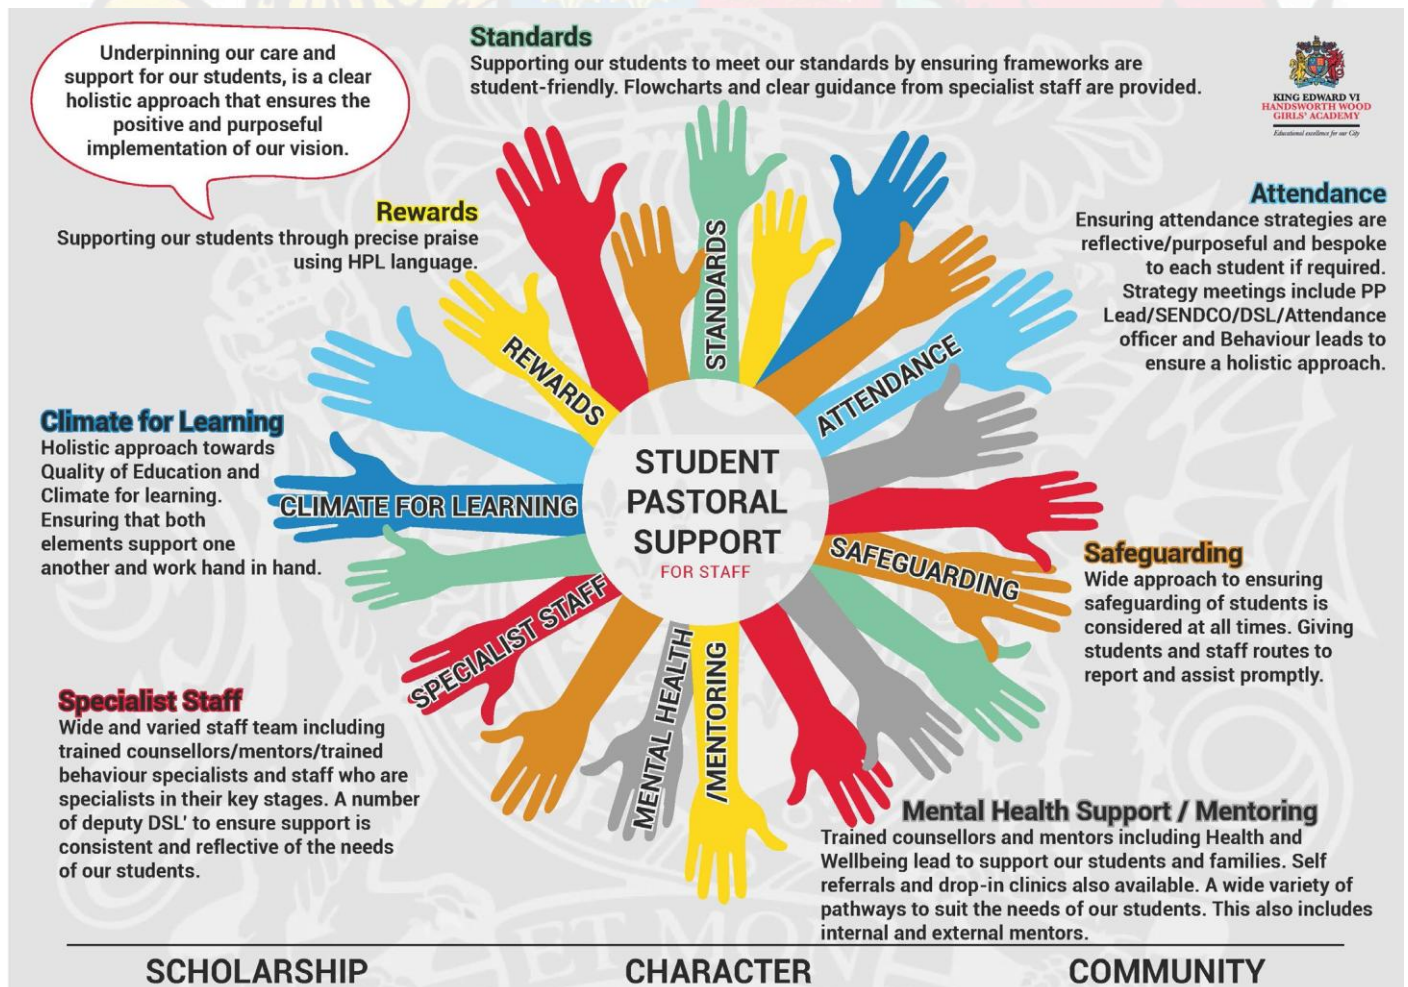 Underpinning our care and
support for our students, is a clear
holistic approach that ensures the
positive and purposeful
implementation of our vision.
Standards
Supporting our students to meet our standards by ensuring frameworks are
student-friendly. Flowcharts and clear guidance from specialist staff are provided.
KING EDWARD VI
HANDSWORTH WOOD
GIRLS' ACADEMY
Educational excellence for our City
Rewards
Supporting our students through precise praise
using HPL language.
Attendance
Ensuring attendance strategies are
reflective/purposeful and bespoke
to each student if required.
Strategy meetings include PP
Lead/SENDCO/DSL/Attendance
officer and Behaviour leads to
ensure a holistic approach.
STANDARDS
REWARDS
ATTENDANCE
Climate for Learning
Holistic approach towards
Quality of Education and
Climate for learning.
Ensuring that both
elements support one
another and work hand in hand.
CLIMATE FOR LEARNING
STUDENT
PASTORAL
SUPPORT
FOR STAFF
SAFEGUARDING
Safeguarding
Wide approach to ensuring
safeguarding of students is
considered at all times. Giving
students and staff routes to
report and assist promptly.
SPECIALIST STAFF
MENTAL HEALTH
/MENTORING
Specialist Staff
Wide and varied staff team including
trained counsellors/mentors/trained
behaviour specialists and staff who are
specialists in their key stages. A number
of deputy DSL' to ensure support is
consistent and reflective of the needs
of our students.
Mental Health Support / Mentoring
Trained counsellors and mentors including Health and
Wellbeing lead to support our students and families. Self
referrals and drop-in clinics also available. A wide variety of
pathways to suit the needs of our students. This also includes
internal and external mentors.
ET MON
SCHOLARSHIP
CHARACTER
COMMUNITY